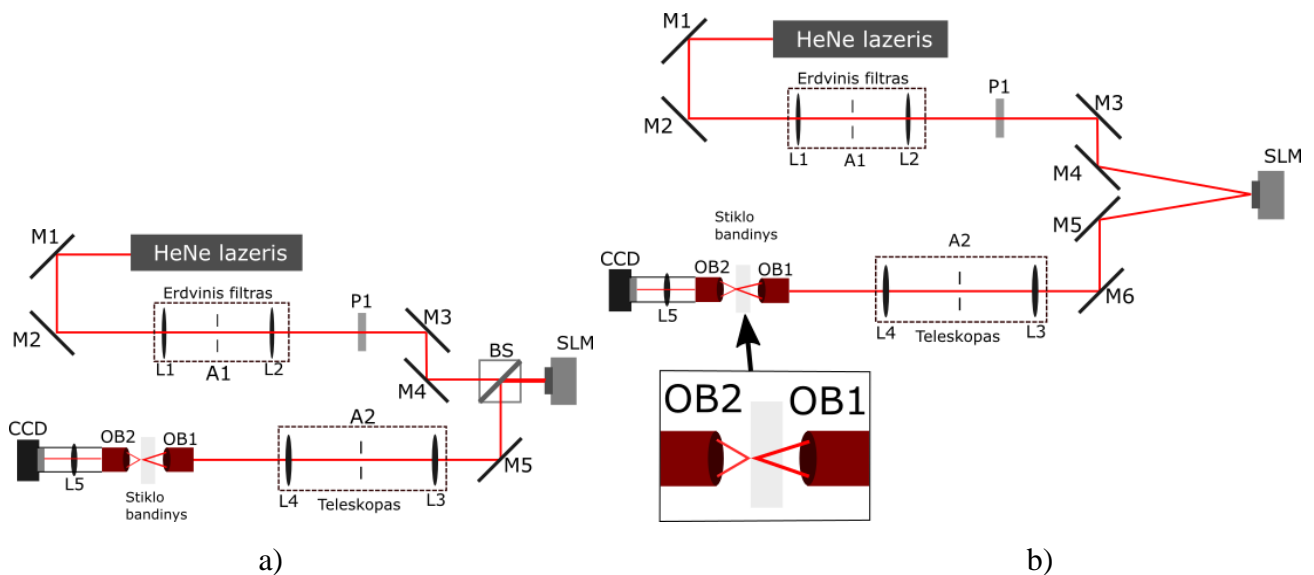 M1
HeNe lazeris
Erdvinis filtras
M2
L1
A1
L2
P1
M3
M4
BS
SLM
CCD
L5
OB2
OB1
Stiklo
bandinys
A2
L4
Teleskopas
L3
M5
a)
M1
HeNe lazeris
Erdvinis filtras
M2
L1
A1
L2
P1
M3
M4
SLM
M5
Stiklo
bandinys
CCD
L5
OB2
OB1
A2
L4
Teleskopas
L3
M6
OB2
OB1
b)